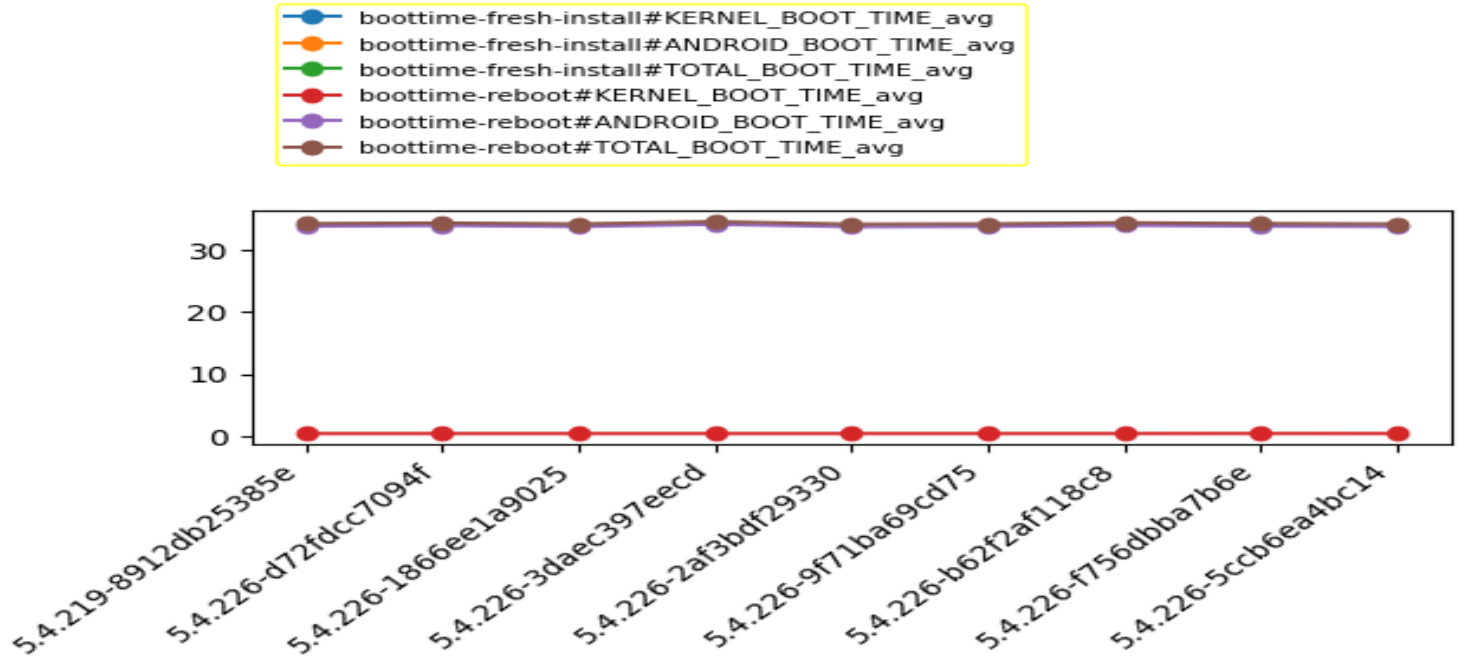 boottime-fresh-install#KERNEL_BOOT_TIME_avg
boottime-fresh-install#ANDROID_BOOT_TIME_avg
boottime-fresh-install#TOTAL_BOOT_TIME_avg
boottime-reboot#KERNEL_BOOT_TIME_avg
boottime-reboot#ANDROID_BOOT_TIME_avg
boottime-reboot#TOTAL_BOOT_TIME_avg
30
20
10
0
5.4.219-8912db25385e
5.4.226-d72fdcc7094f
5.4.226-1866ee1a9025
5.4.226-3daec397eecd
5.4.226-2af3bdf29330
5.4.226-9f71ba69cd75
5.4.226-b62f2af118c8
5.4.226-f756dbba7b6e
5.4.226-5ccb6ea4bc14